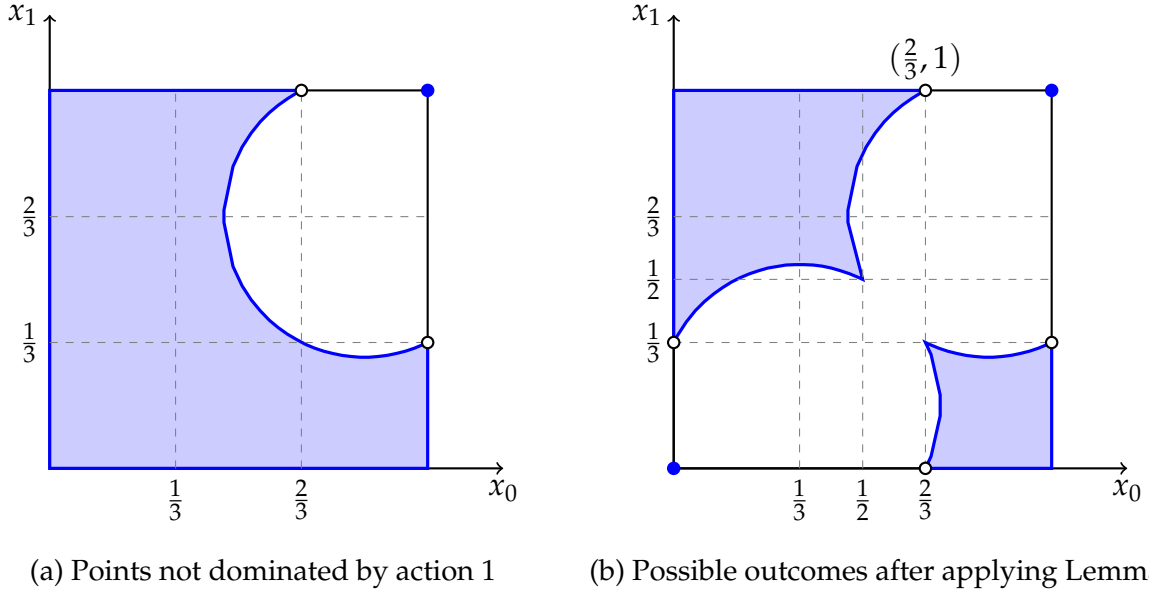 x₁
2/3
1/3
1/3
2/3
x₀
(a) Points not dominated by action 1
x₁
(2/3, 1)
2/3
1/2
1/3
1/3
1/2
2/3
x₀
(b) Possible outcomes after applying Lemm